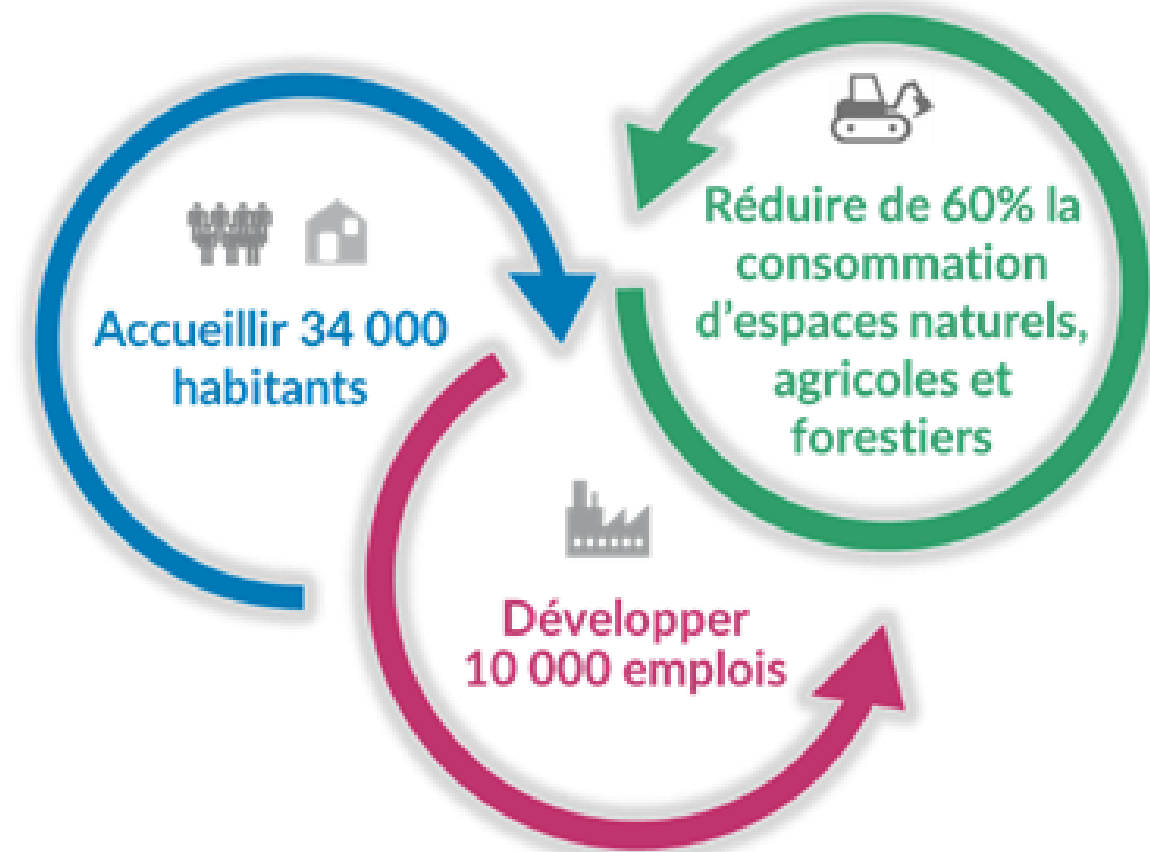 Accueillir 34 000
habitants
Réduire de 60% la
consommation
d'espaces naturels,
agricoles et
forestiers
Développer
10 000 emplois